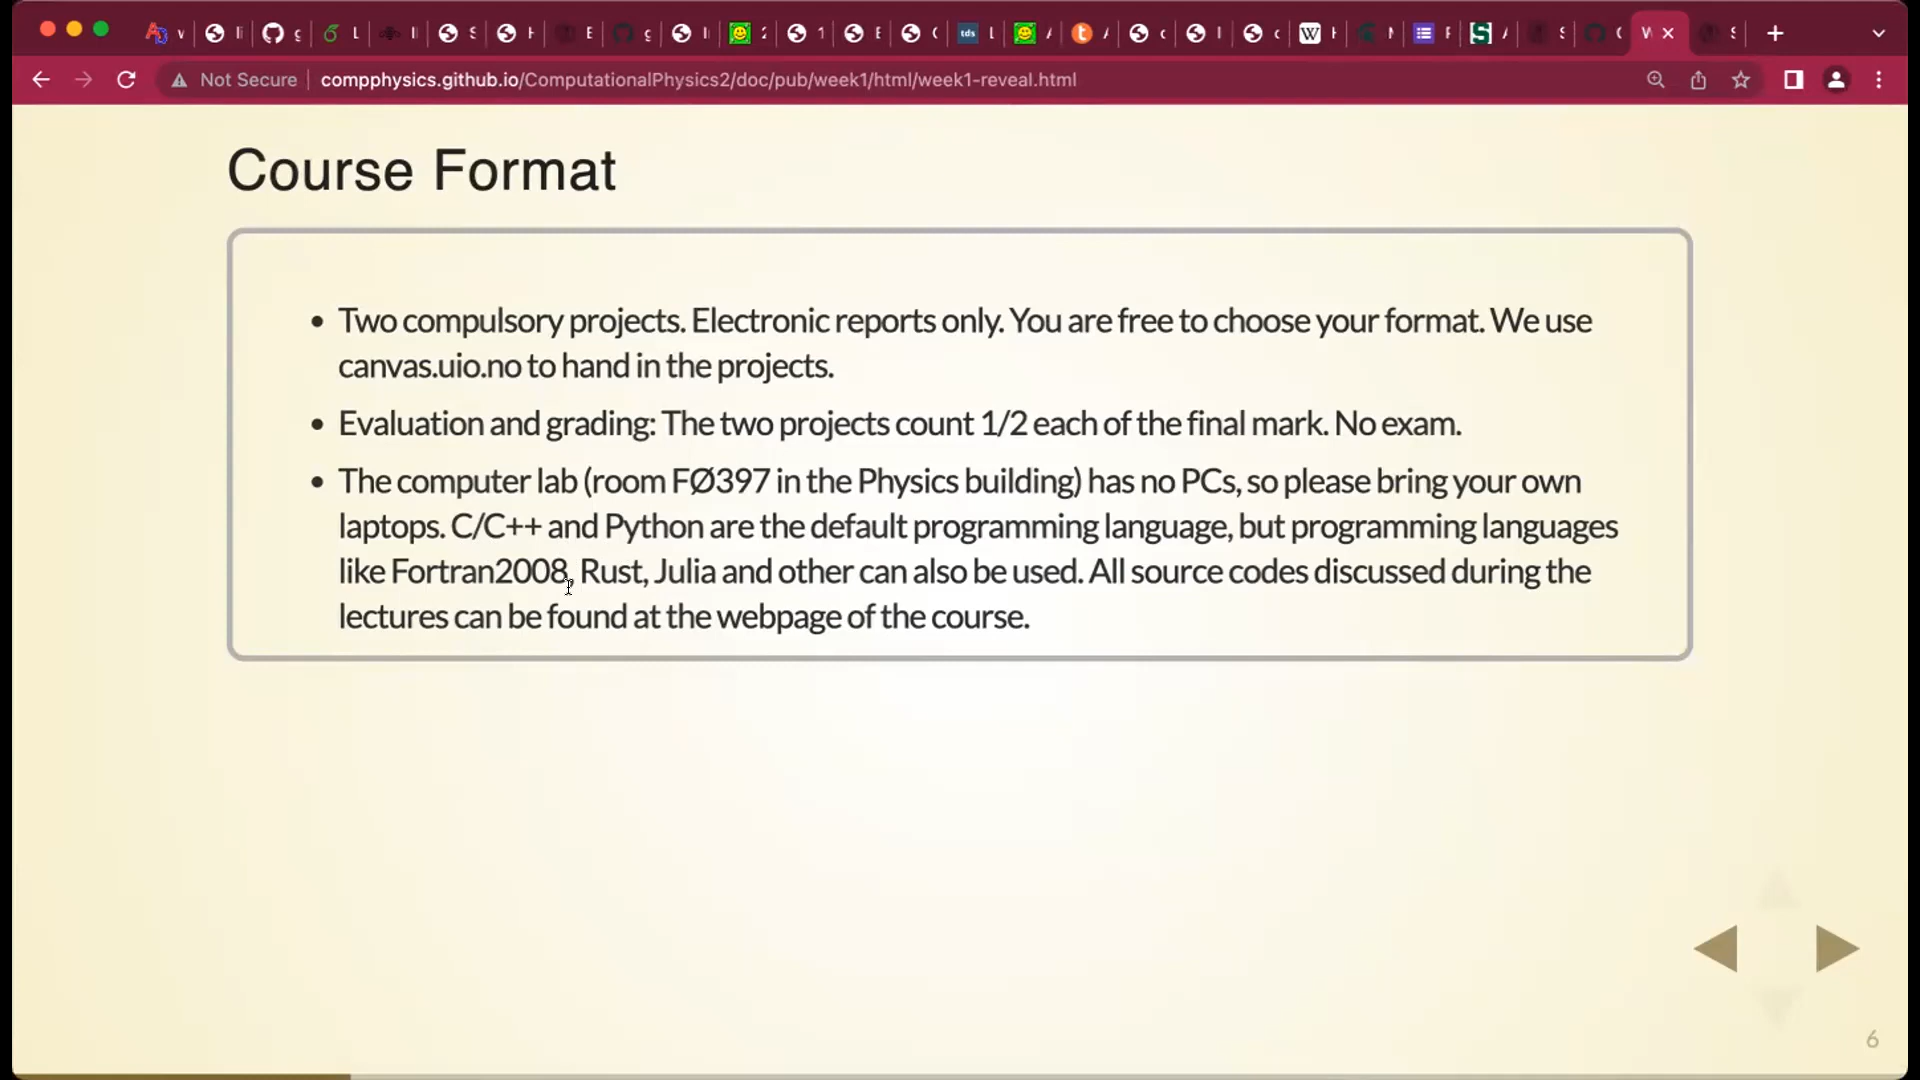 Not Secure
compphysics.github.io/ComputationalPhysics2/doc/pub/week1/html/week1-reveal.html
Course Format
Two compulsory projects. Electronic reports only. You are free to choose your format. We use
canvas.uio.no to hand in the projects.
Evaluation and grading: The two projects count 1/2 each of the final mark. No exam.
The computer lab (room FØ397 in the Physics building) has no PCs, so please bring your own
laptops. C/C++ and Python are the default programming language, but programming languages
like Fortran2008, Rust, Julia and other can also be used. All source codes discussed during the
lectures can be found at the webpage of the course.
6